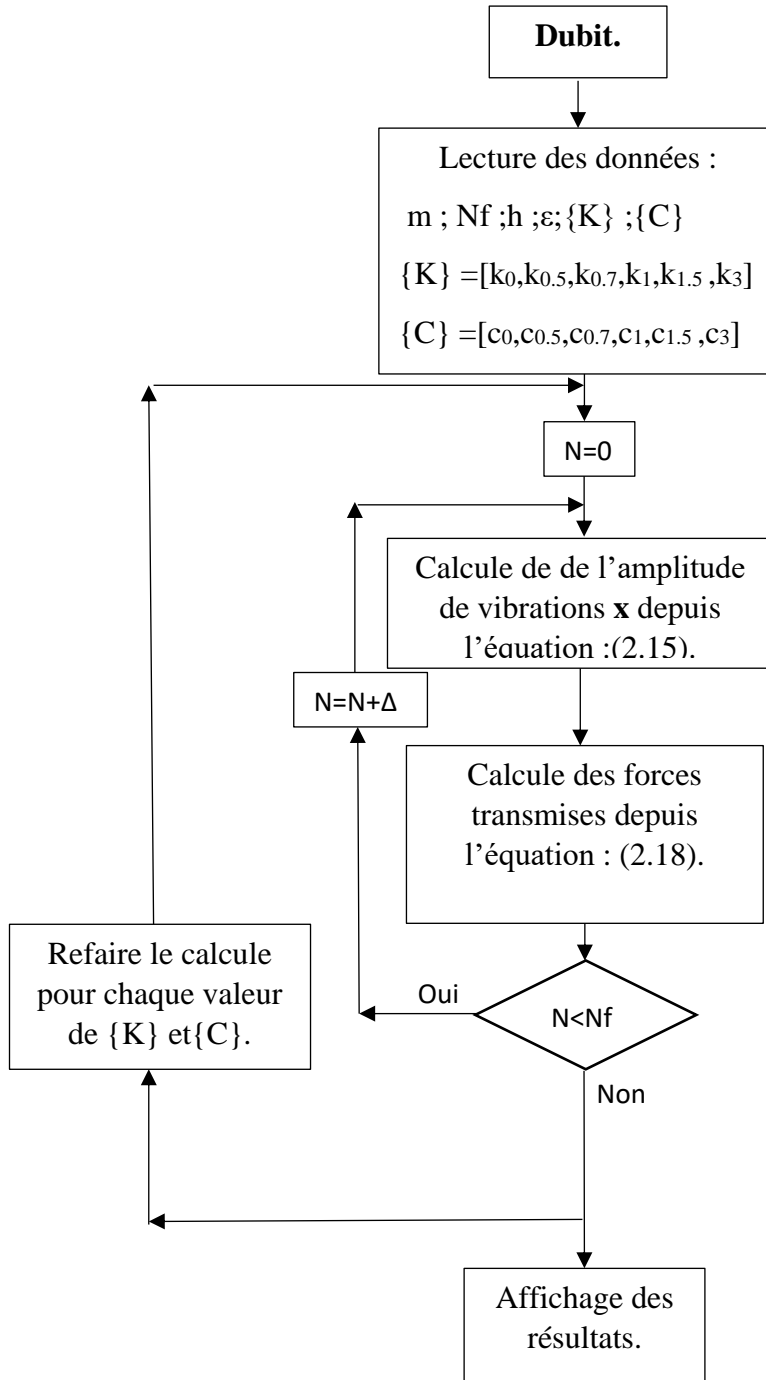 Dubit.
Lecture des données :
m ; Nf ;h ;ε;{K} ;{C}
{K} =[k0,k0.5,k0.7,k1,k1.5 ,k3]
{C} =[c0,c0.5,c0.7,c1,c1.5 ,c3]
N=0
Calcule de de l’amplitude
de vibrations x depuis
l’équation :(2.15).
N=N+Δ
Calcule des forces
transmises depuis
l’équation : (2.18).
Refaire le calcule
pour chaque valeur
de {K} et{C}.
Oui
N<Nf
Non
Affichage des
résultats.